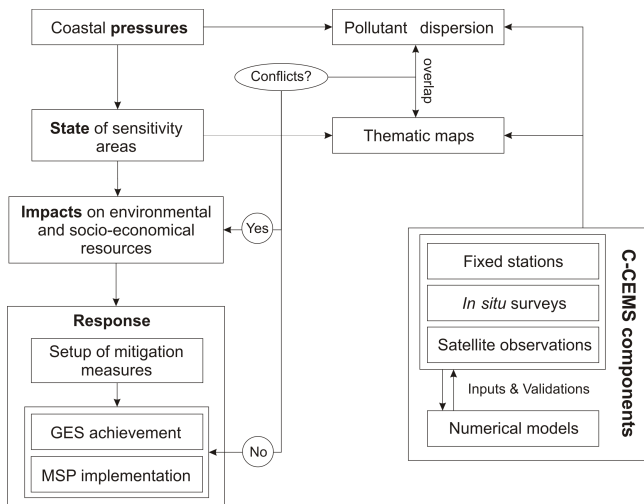 Coastal pressures
Pollutant dispersion
Conflicts?
overlap
State of sensitivity
areas
Thematic maps
Impacts on environmental
and socio-economical
resources
Yes
Response
Setup of mitigation
measures
GES achievement
MSP implementation
No
C-CEMS components
Fixed stations
In situ surveys
Satellite observations
Inputs & Validations
Numerical models